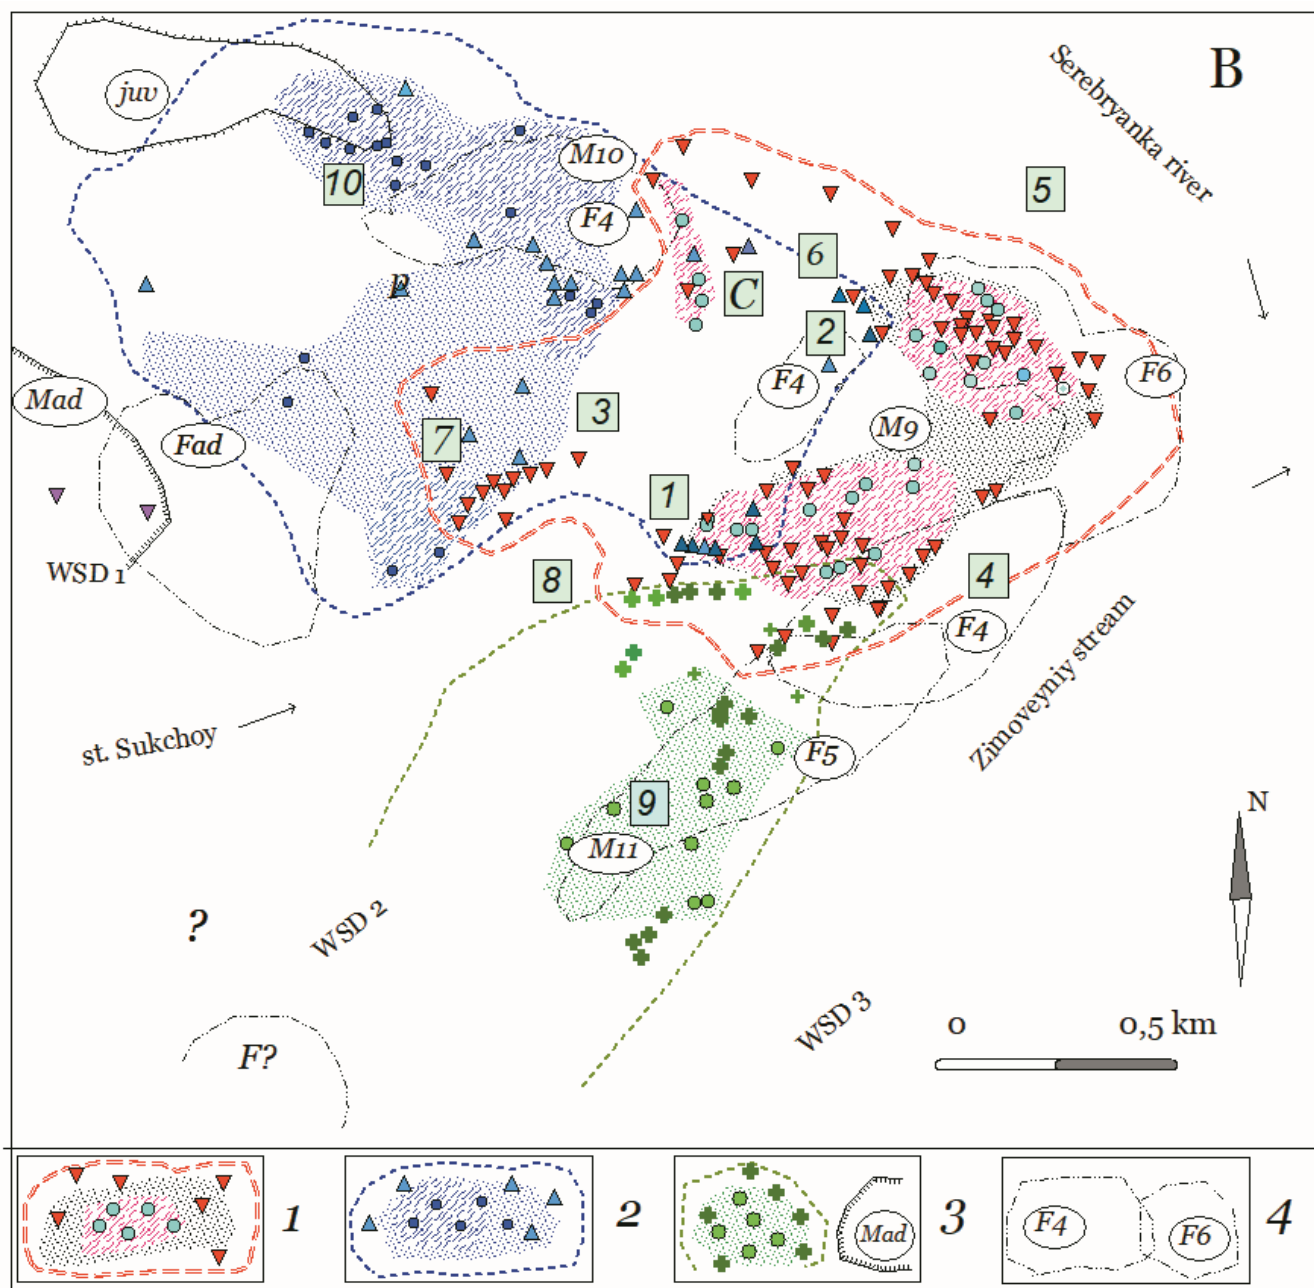 B
Serebryanka river
juv
M10
10
5
F4
6
p
C
2
F4
F6
Mad
3
7
M9
Fad
1
WSD 1
8
4
F4
st. Sukchoy
Zimoveyniy stream
F5
9
N
M11
?
WSD 2
WSD 3
0 0,5 km
F?
1
2
Mad
3
F4
F6
4